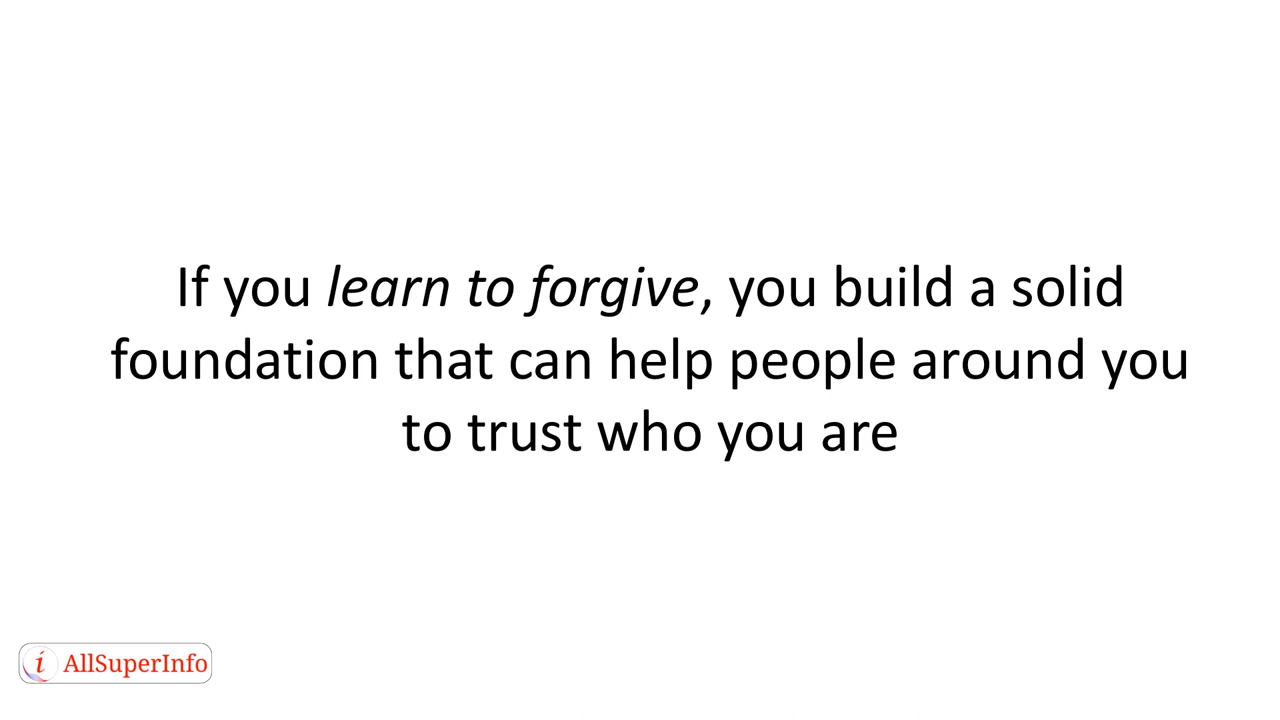 If you learn to forgive, you build a solid
foundation that can help people around you
to trust who you are
i AllSuperInfo